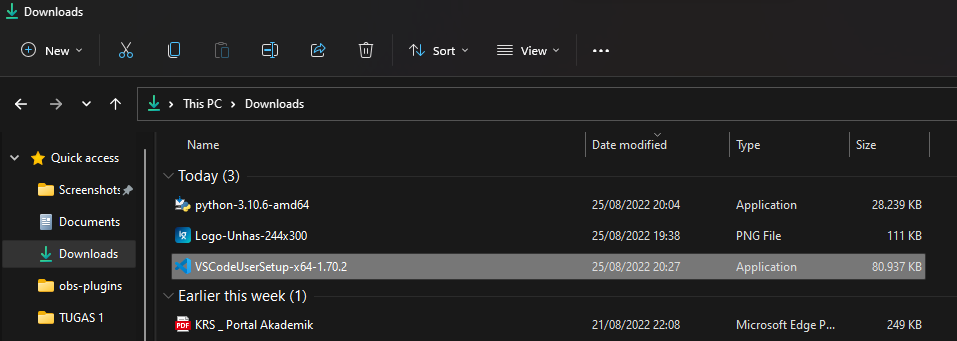 Downloads
New
Sort
View
This PC > Downloads
Name Date modified Type Size
Quick access
Screenshots
Documents
Downloads
obs-plugins
TUGAS 1
Today (3)
python-3.10.6-amd64 25/08/2022 20:04 Application 28.239 KB
Logo-Unhas-244x300 25/08/2022 19:38 PNG File 111 KB
VSCodeUserSetup-x64-1.70.2 25/08/2022 20:27 Application 80.937 KB
Earlier this week (1)
KRS _ Portal Akademik 21/08/2022 22:08 Microsoft Edge P... 249 KB